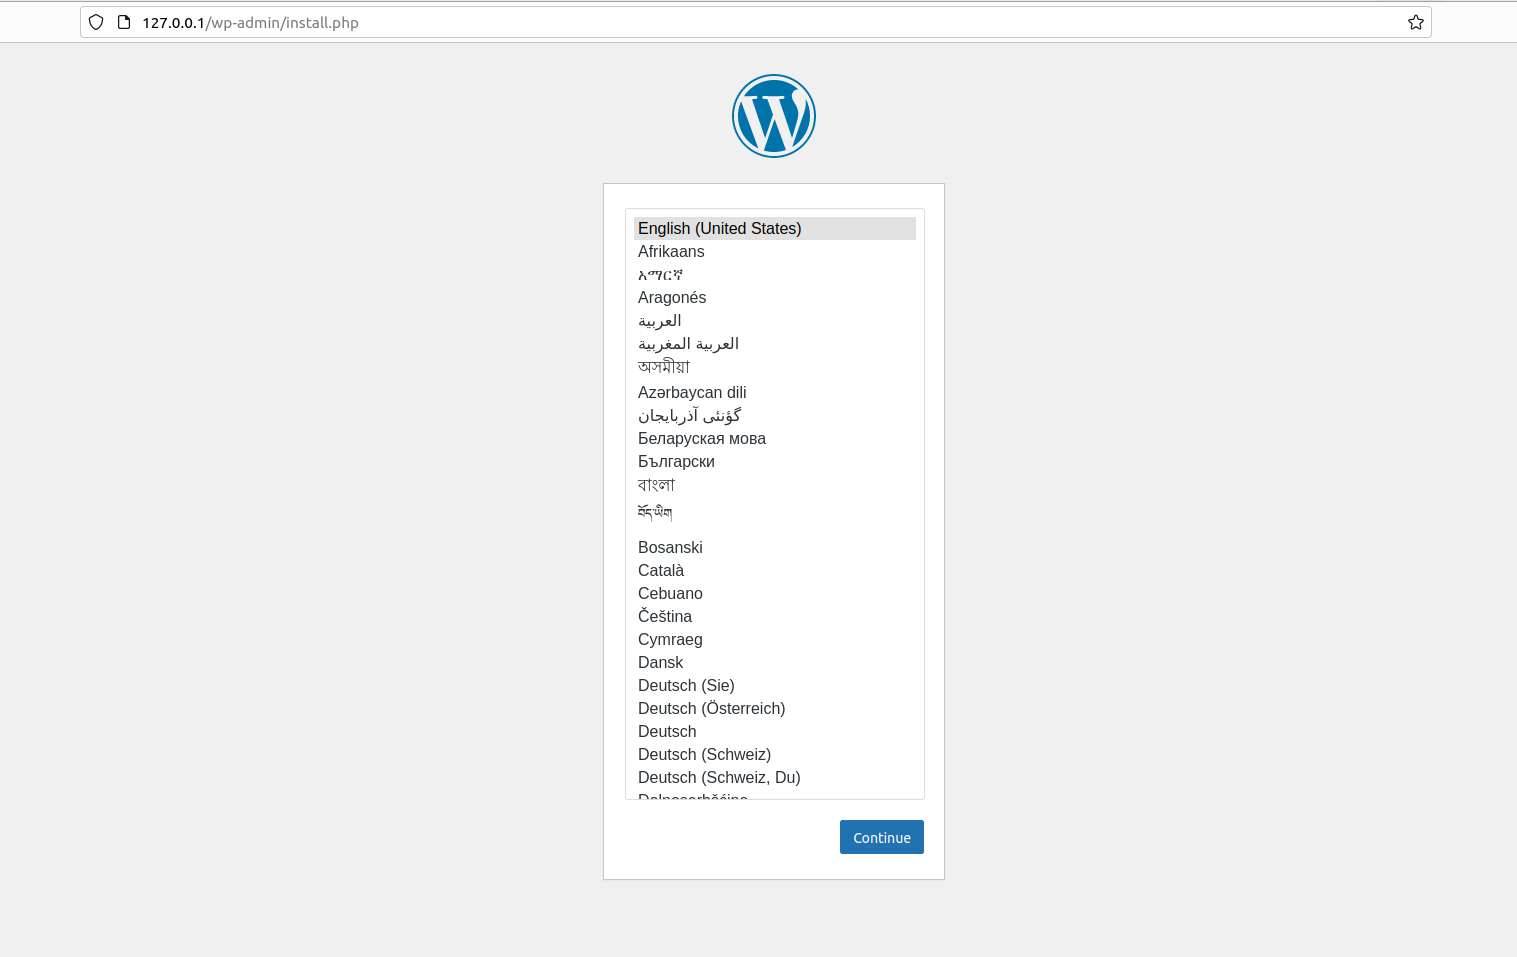 127.0.0.1/wp-admin/install.php
English (United States)
Afrikaans
አማርኛ
Aragonés
العربية
العربية المغربية
অসমীয়া
Azərbaycan dili
گؤنئی آذربایجان
Беларуская мова
Български
বাংলা
བོད་ཡིག
Bosanski
Català
Cebuano
Čeština
Cymraeg
Dansk
Deutsch (Sie)
Deutsch (Österreich)
Deutsch
Deutsch (Schweiz)
Deutsch (Schweiz, Du)
Continue